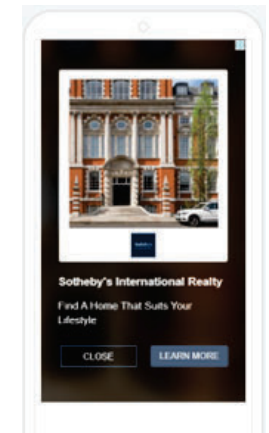 Sotheby's International Realty
Find A Home That Suits Your
Lifestyle
CLOSE
LEARN MORE